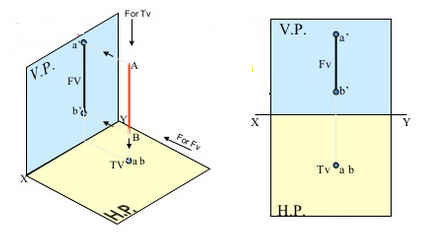 For Tv
V.P.
a'
A
FV
b'
Y
B
For Fv
TV a b
X
H.P.
V.P.
a'
Fv
b'
X
Y
Tv a b
H.P.